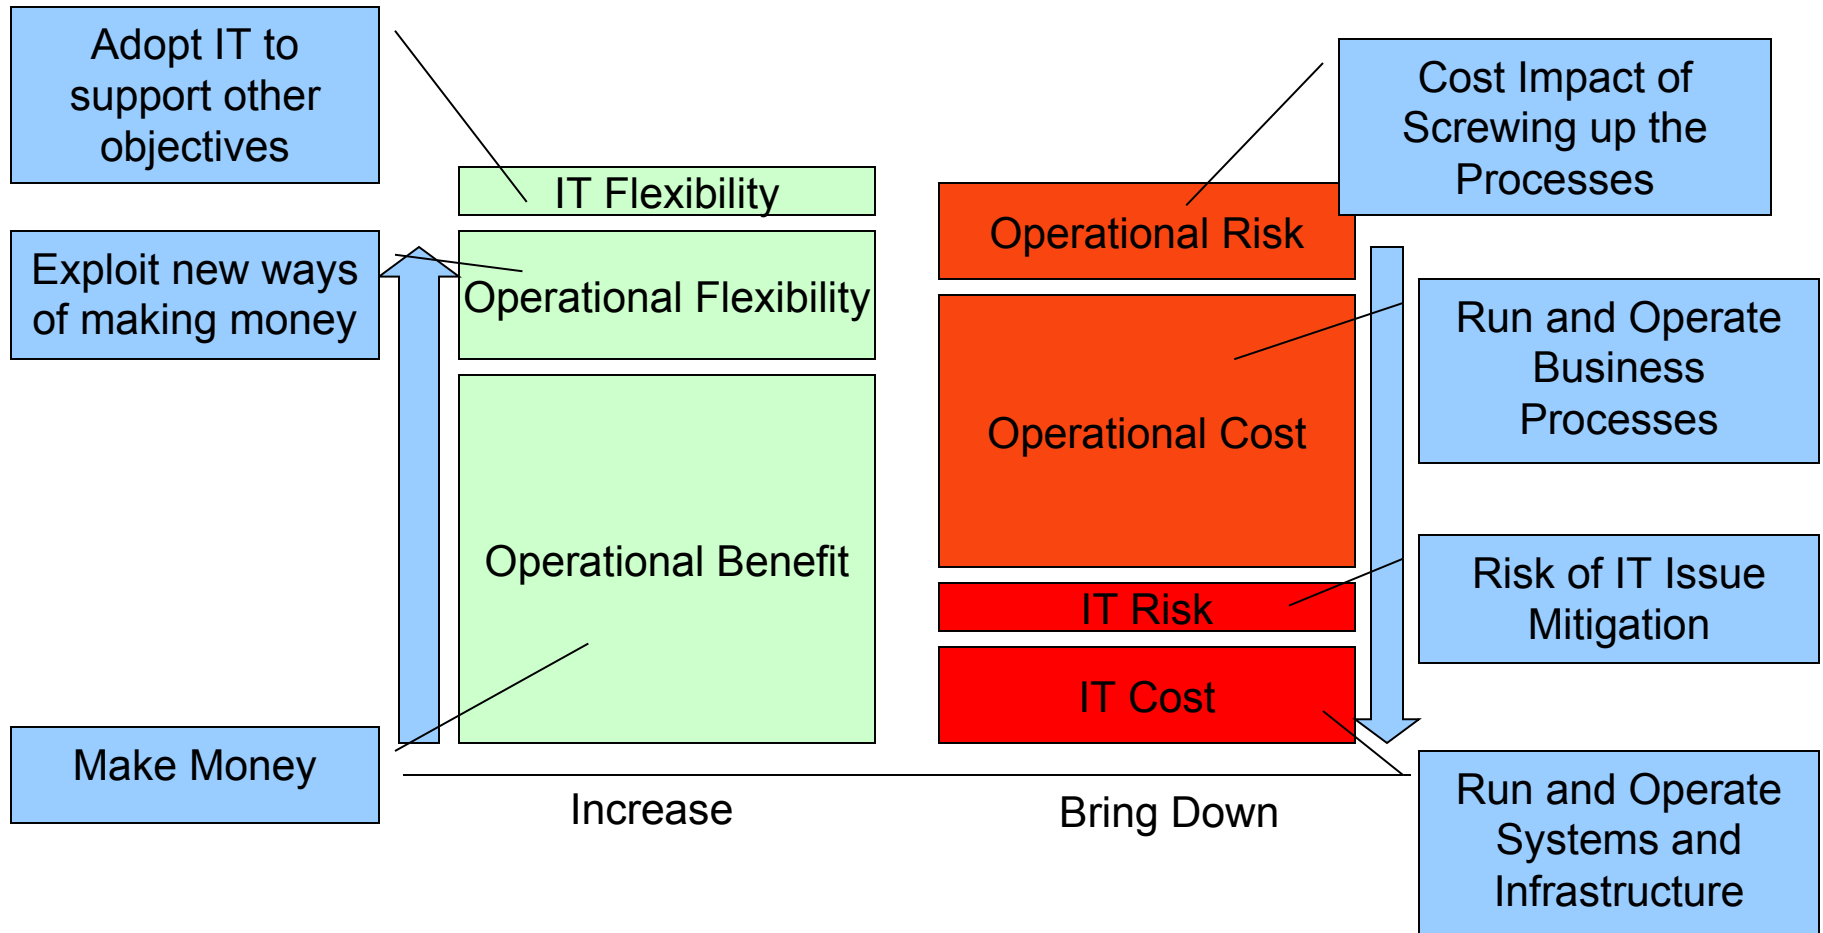 Adopt IT to
support other
objectives
Exploit new ways
of making money
Make Money
IT Flexibility
Operational Flexibility
Operational Benefit
Increase
Operational Risk
Operational Cost
IT Risk
IT Cost
Bring Down
Cost Impact of
Screwing up the
Processes
Run and Operate
Business
Processes
Risk of IT Issue
Mitigation
Run and Operate
Systems and
Infrastructure